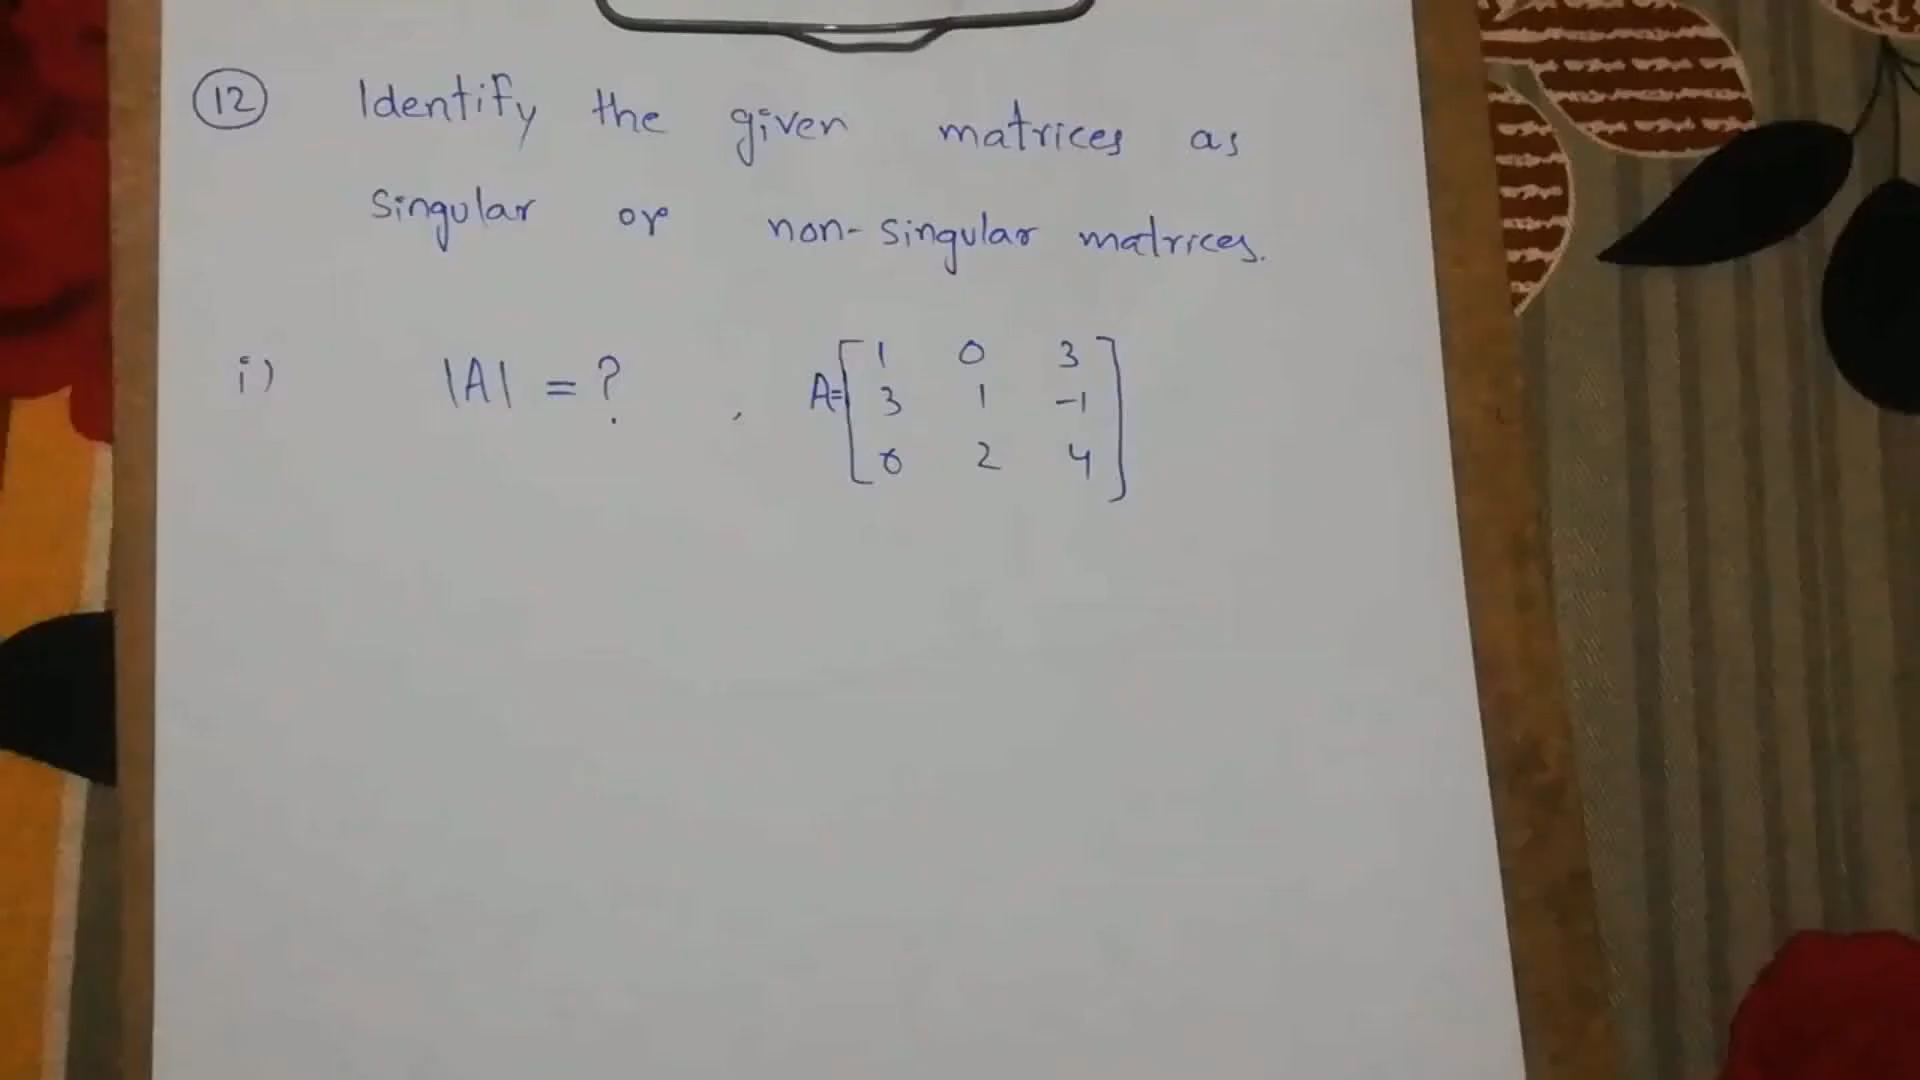 12 Identify the given matrices as
singular or non-singular matrices.
i) |A| = ? , A= [1 0 3
3 1 -1
0 2 4]